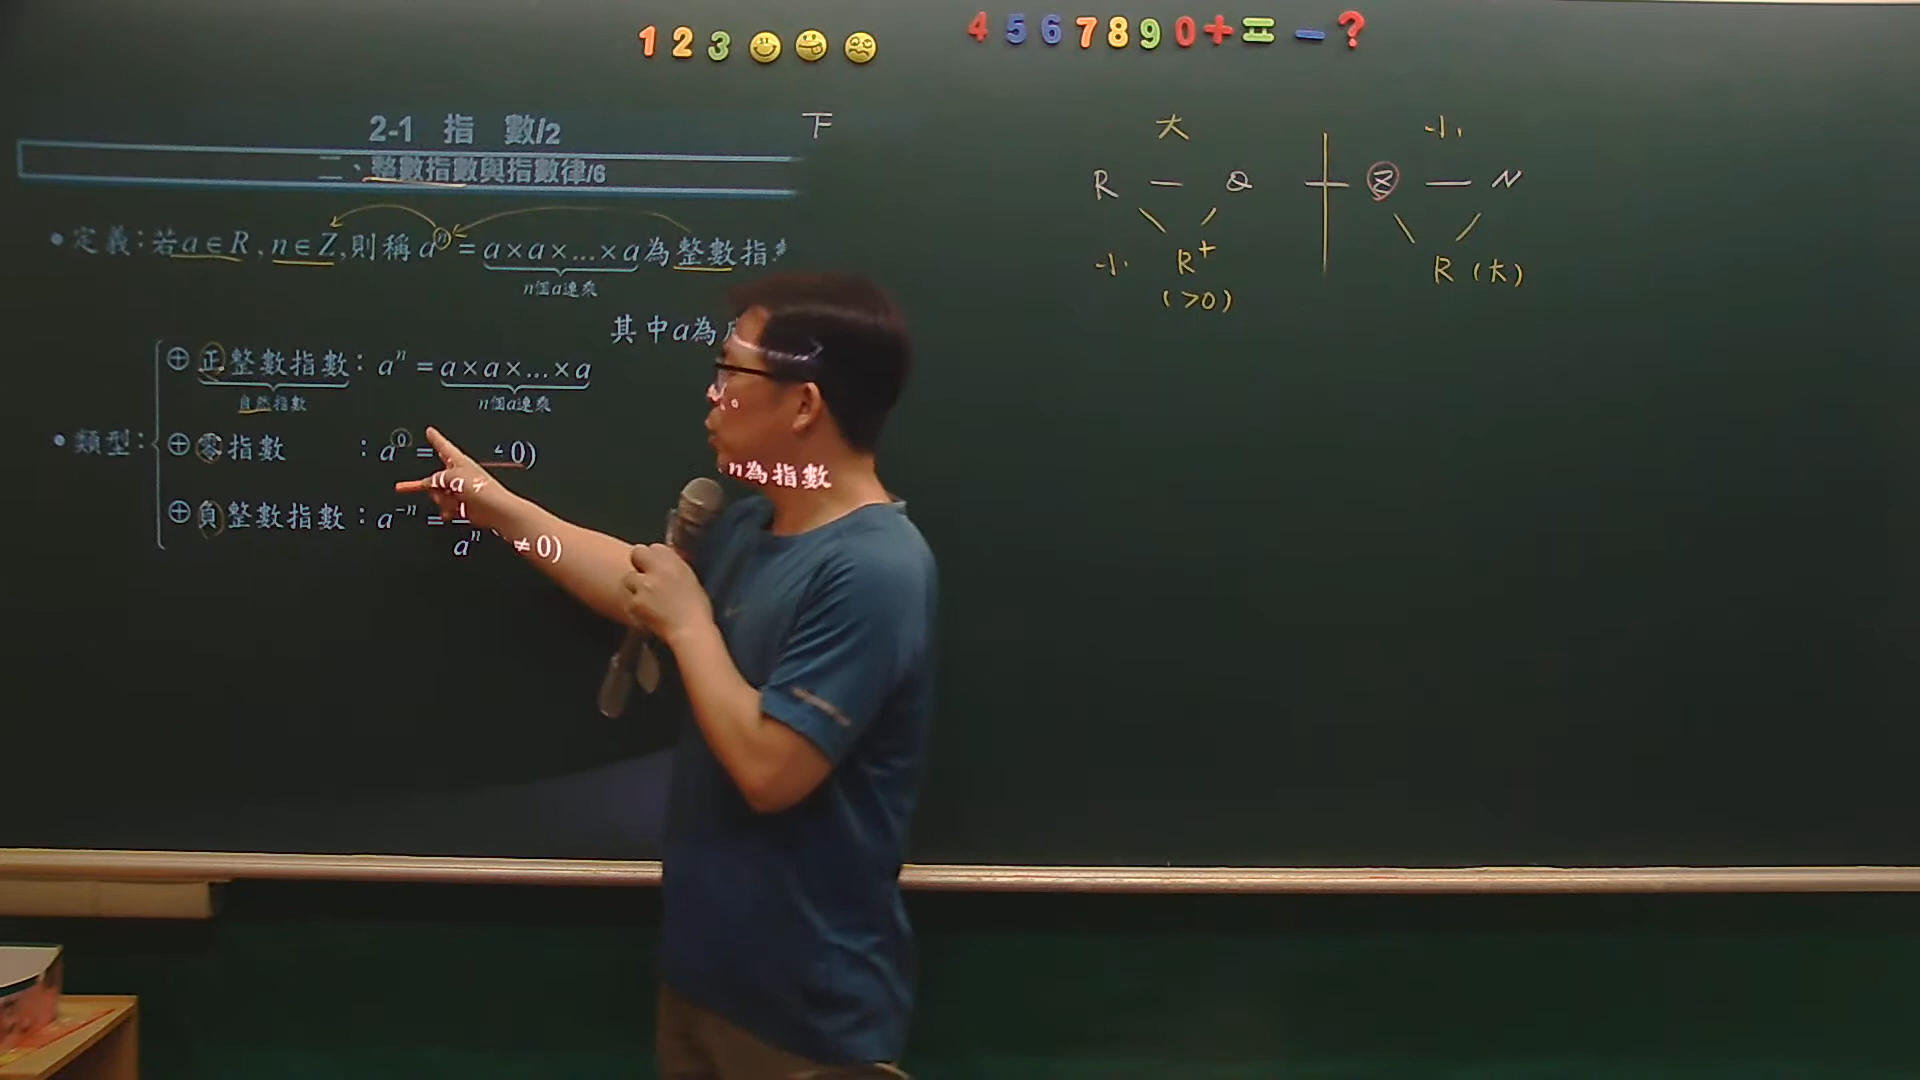 1 2 3
4 5 6 7 8 9 0 + = − ?
2-1 指 數/2
下
二、整數指數與指數律/6
• 定義:若a∈R,n∈Z,則稱 aⁿ = a×a×...×a 為整數指
n個a連乘
其中a為
⊕ 正整數指數: aⁿ = a×a×...×a
自然指數
n個a連乘
• 類型:
⊕ 零指數 : a⁰ = 0)
1(a ≠
n為指數
⊕ 負整數指數: a⁻ⁿ = 1/aⁿ ≠0)
大 小
R — Q Z — N
小 R⁺ R (大)
(>0)